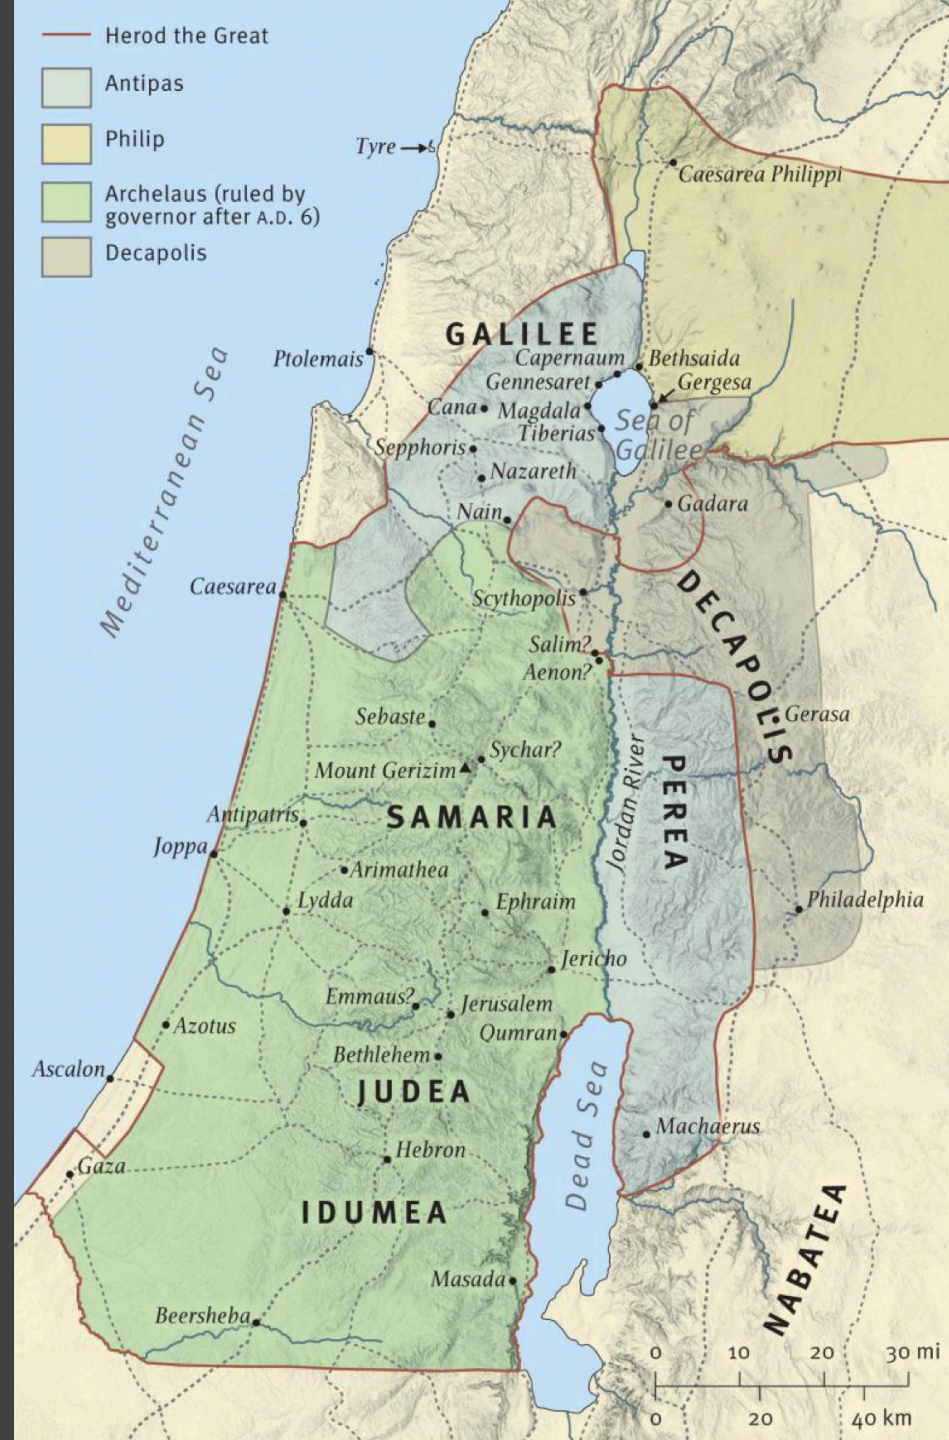 Herod the Great
Antipas
Philip
Archelaus (ruled by
governor after A.D. 6)
Decapolis
Tyre
Caesarea Philippi
Mediterranean Sea
GALILEE
Ptolemais
Capernaum
Bethsaida
Gennesaret
Gergesa
Cana
Magdala
Sea of
Galilee
Tiberias
Sepphoris
Nazareth
Nain
Gadara
Caesarea
Scythopolis
DECAPOLIS
Salim?
Aenon?
Sebaste
Gerasa
Sychar?
Mount Gerizim
Jordan River
PEREA
Antipatris
SAMARIA
Joppa
Arimathea
Lydda
Ephraim
Philadelphia
Jericho
Emmaus?
Jerusalem
Azotus
Qumran
Bethlehem
Ascalon
JUDEA
Dead Sea
Machaerus
Hebron
Gaza
IDUMEA
NABATEA
Masada
Beersheba
0 10 20 30 mi
0 20 40 km